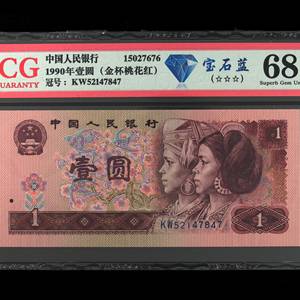 CG
GUARANTY
中国人民银行 15027676
1990年壹圆（金杯桃花红）
冠号：KW52147847
宝石蓝
（☆☆☆）
68
Superb Gem Un
中国人民银行
壹圆
1
1
KW52147847